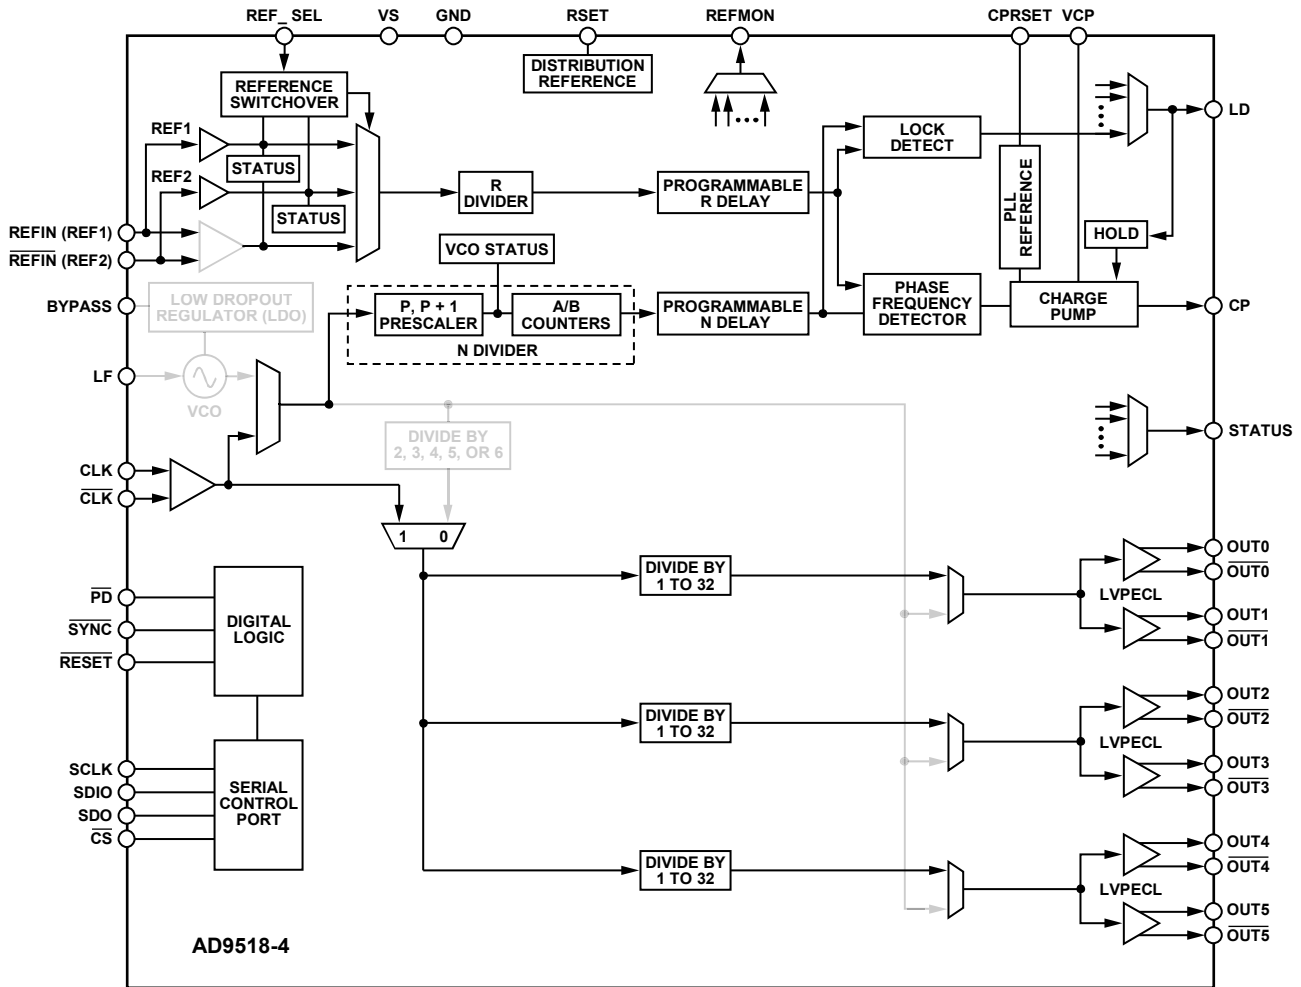 REF_ SEL
VS
GND
RSET
REFMON
CPRSET
VCP
DISTRIBUTION
REFERENCE
REFERENCE
SWITCHOVER
REF1
STATUS
REF2
STATUS
R
DIVIDER
PROGRAMMABLE
R DELAY
LOCK
DETECT
PLL
REFERENCE
LD
HOLD
REFIN (REF1)
REFIN (REF2)
VCO STATUS
BYPASS
LOW DROPOUT
REGULATOR (LDO)
P, P + 1
PRESCALER
A/B
COUNTERS
N DIVIDER
PROGRAMMABLE
N DELAY
PHASE
FREQUENCY
DETECTOR
CHARGE
PUMP
CP
LF
VCO
STATUS
DIVIDE BY
2, 3, 4, 5, OR 6
CLK
CLK
1 0
DIVIDE BY
1 TO 32
LVPECL
OUT0
OUT0
OUT1
OUT1
PD
SYNC
RESET
DIGITAL
LOGIC
DIVIDE BY
1 TO 32
LVPECL
OUT2
OUT2
OUT3
OUT3
SCLK
SDIO
SDO
CS
SERIAL
CONTROL
PORT
DIVIDE BY
1 TO 32
LVPECL
OUT4
OUT4
OUT5
OUT5
AD9518-4